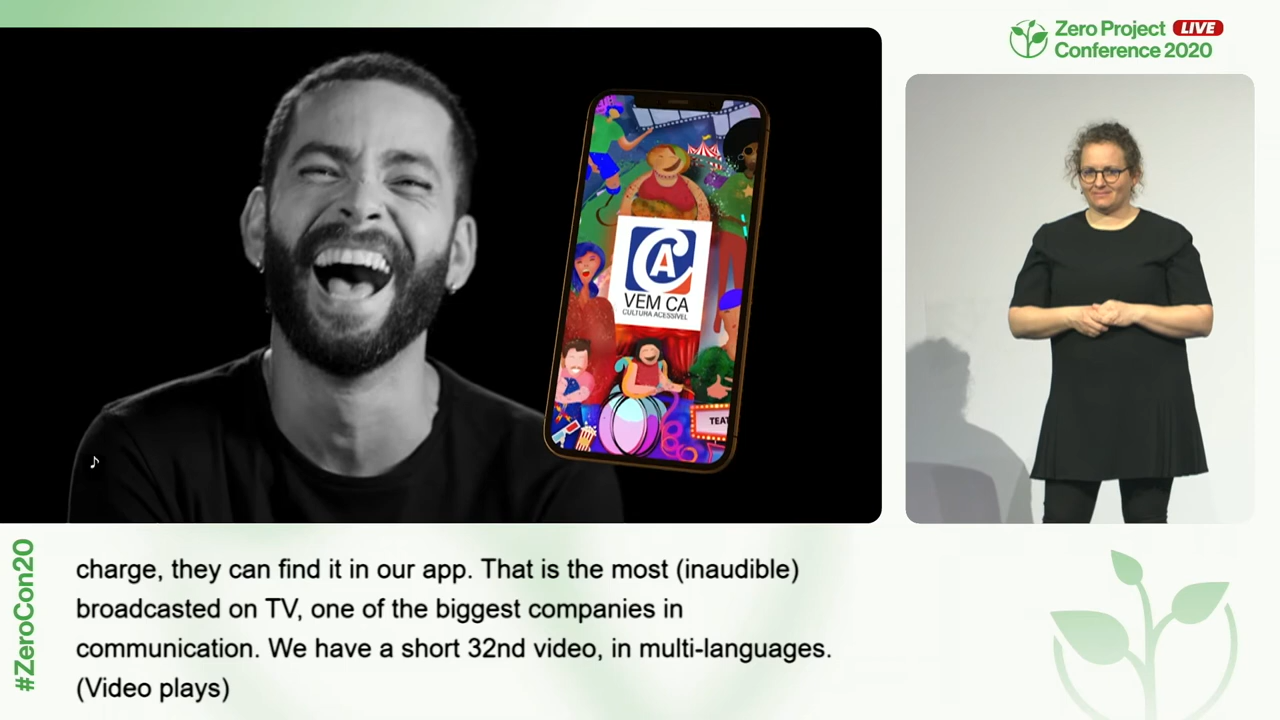 Zero Project LIVE
Conference 2020
CA
VEM CA
CULTURA ACESSÍVEL
TEAT
#ZeroCon20
charge, they can find it in our app. That is the most (inaudible)
broadcasted on TV, one of the biggest companies in
communication. We have a short 32nd video, in multi-languages.
(Video plays)